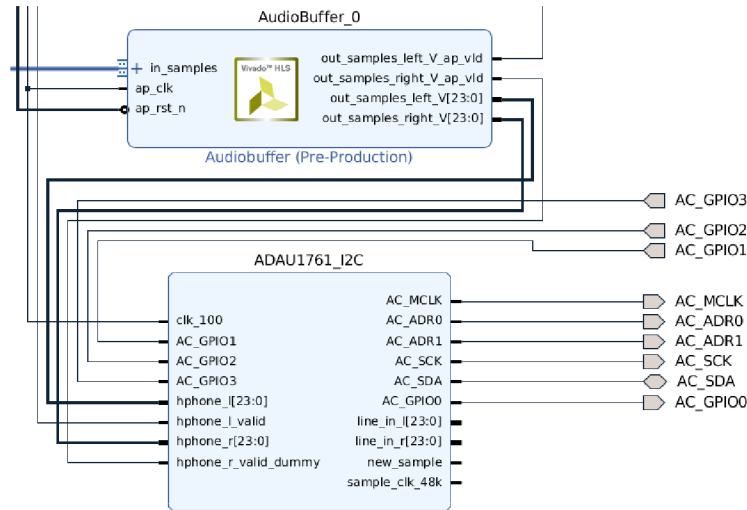 AudioBuffer_0
in_samples
ap_clk
ap_rst_n
Vivado™ HLS
out_samples_left_V_ap_vld
out_samples_right_V_ap_vld
out_samples_left_V[23:0]
out_samples_right_V[23:0]
Audiobuffer (Pre-Production)
AC_GPIO3
AC_GPIO2
AC_GPIO1
ADAU1761_I2C
clk_100
AC_GPIO1
AC_GPIO2
AC_GPIO3
hphone_l[23:0]
hphone_l_valid
hphone_r[23:0]
hphone_r_valid_dummy
AC_MCLK
AC_ADR0
AC_ADR1
AC_SCK
AC_SDA
AC_GPIO0
line_in_l[23:0]
line_in_r[23:0]
new_sample
sample_clk_48k
AC_MCLK
AC_ADR0
AC_ADR1
AC_SCK
AC_SDA
AC_GPIO0